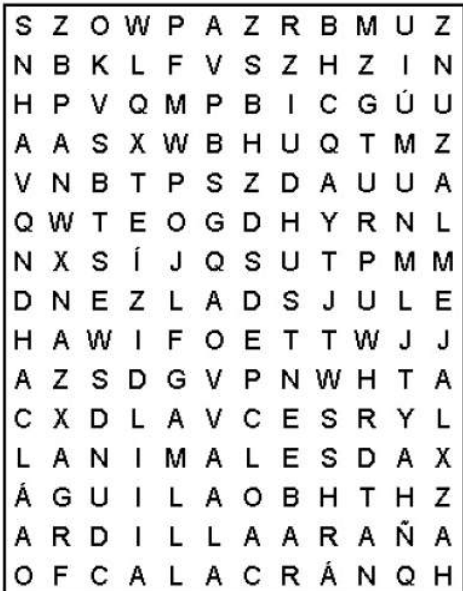 S Z O W P A Z R B M U Z
N B K L F V S Z H Z I N
H P V Q M P B I C G Ú U
A A S X W B H U Q T M Z
V N B T P S Z D A U U A
Q W T E O G D H Y R N L
N X S Í J Q S U T P M M
D N E Z L A D S J U L E
H A W I F O E T T W J J
A Z S D G V P N W H T A
C X D L A V C E S R Y L
L A N I M A L E S D A X
Á G U I L A O B H T H Z
A R D I L L A A R A Ñ A
O F C A L A C R Á N Q H